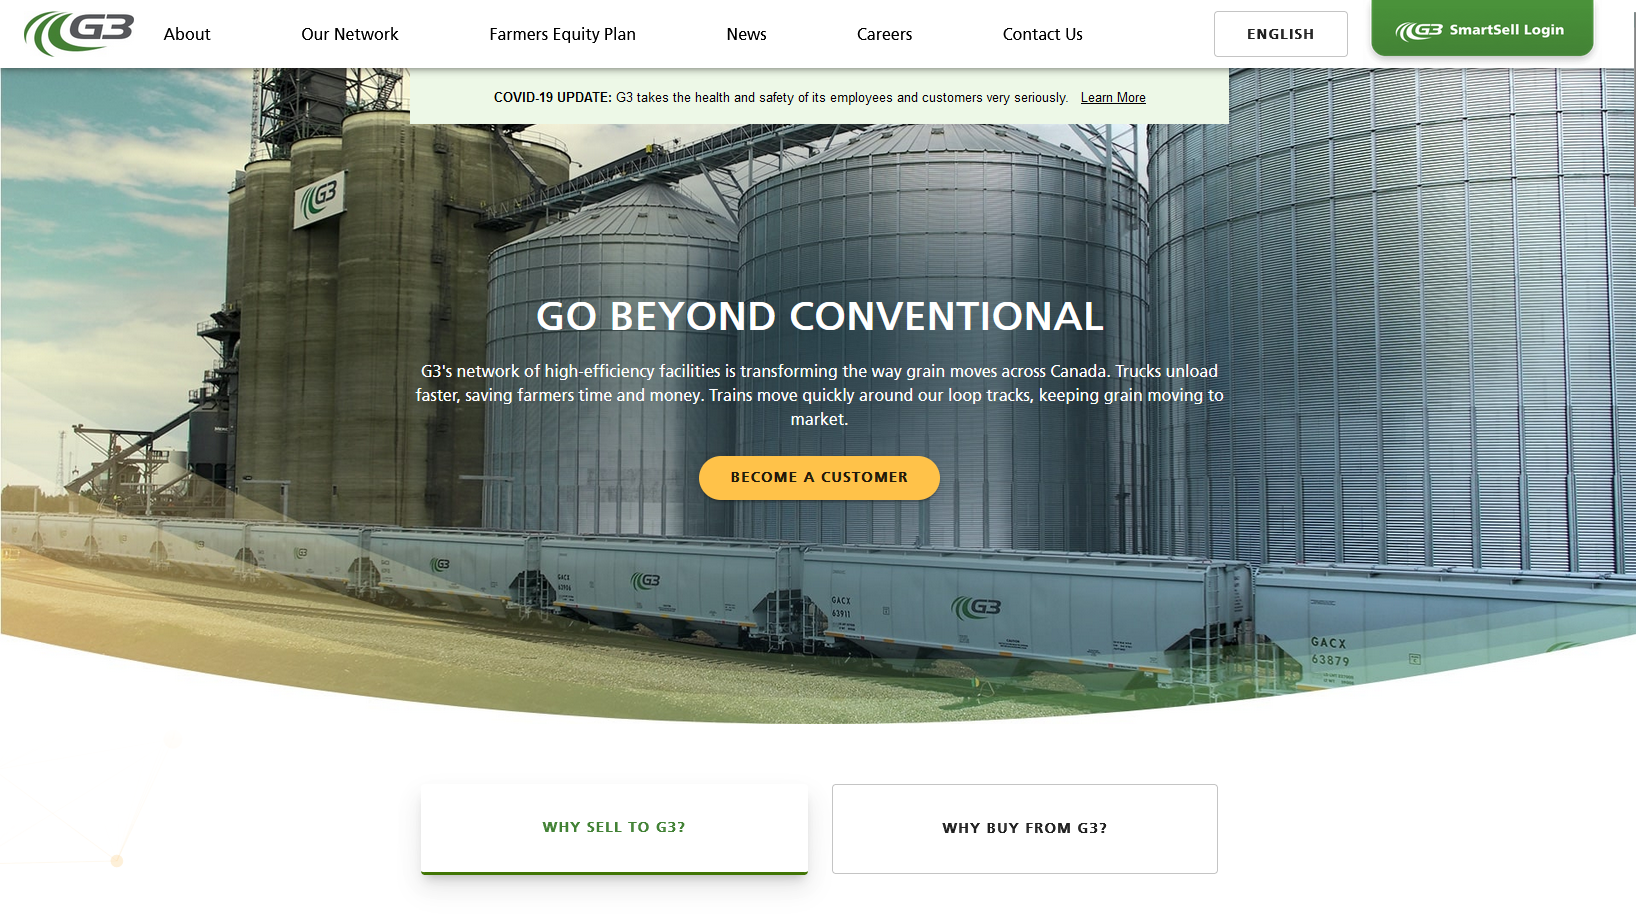 G3
About
Our Network
Farmers Equity Plan
News
Careers
Contact Us
ENGLISH
G3 SmartSell Login
COVID-19 UPDATE: G3 takes the health and safety of its employees and customers very seriously. Learn More
G3
GO BEYOND CONVENTIONAL
G3's network of high-efficiency facilities is transforming the way grain moves across Canada. Trucks unload
faster, saving farmers time and money. Trains move quickly around our loop tracks, keeping grain moving to
market.
BECOME A CUSTOMER
G3
G3
GACX
63906
G3
GACX
63911
G3
GACX
63879
WHY SELL TO G3?
WHY BUY FROM G3?